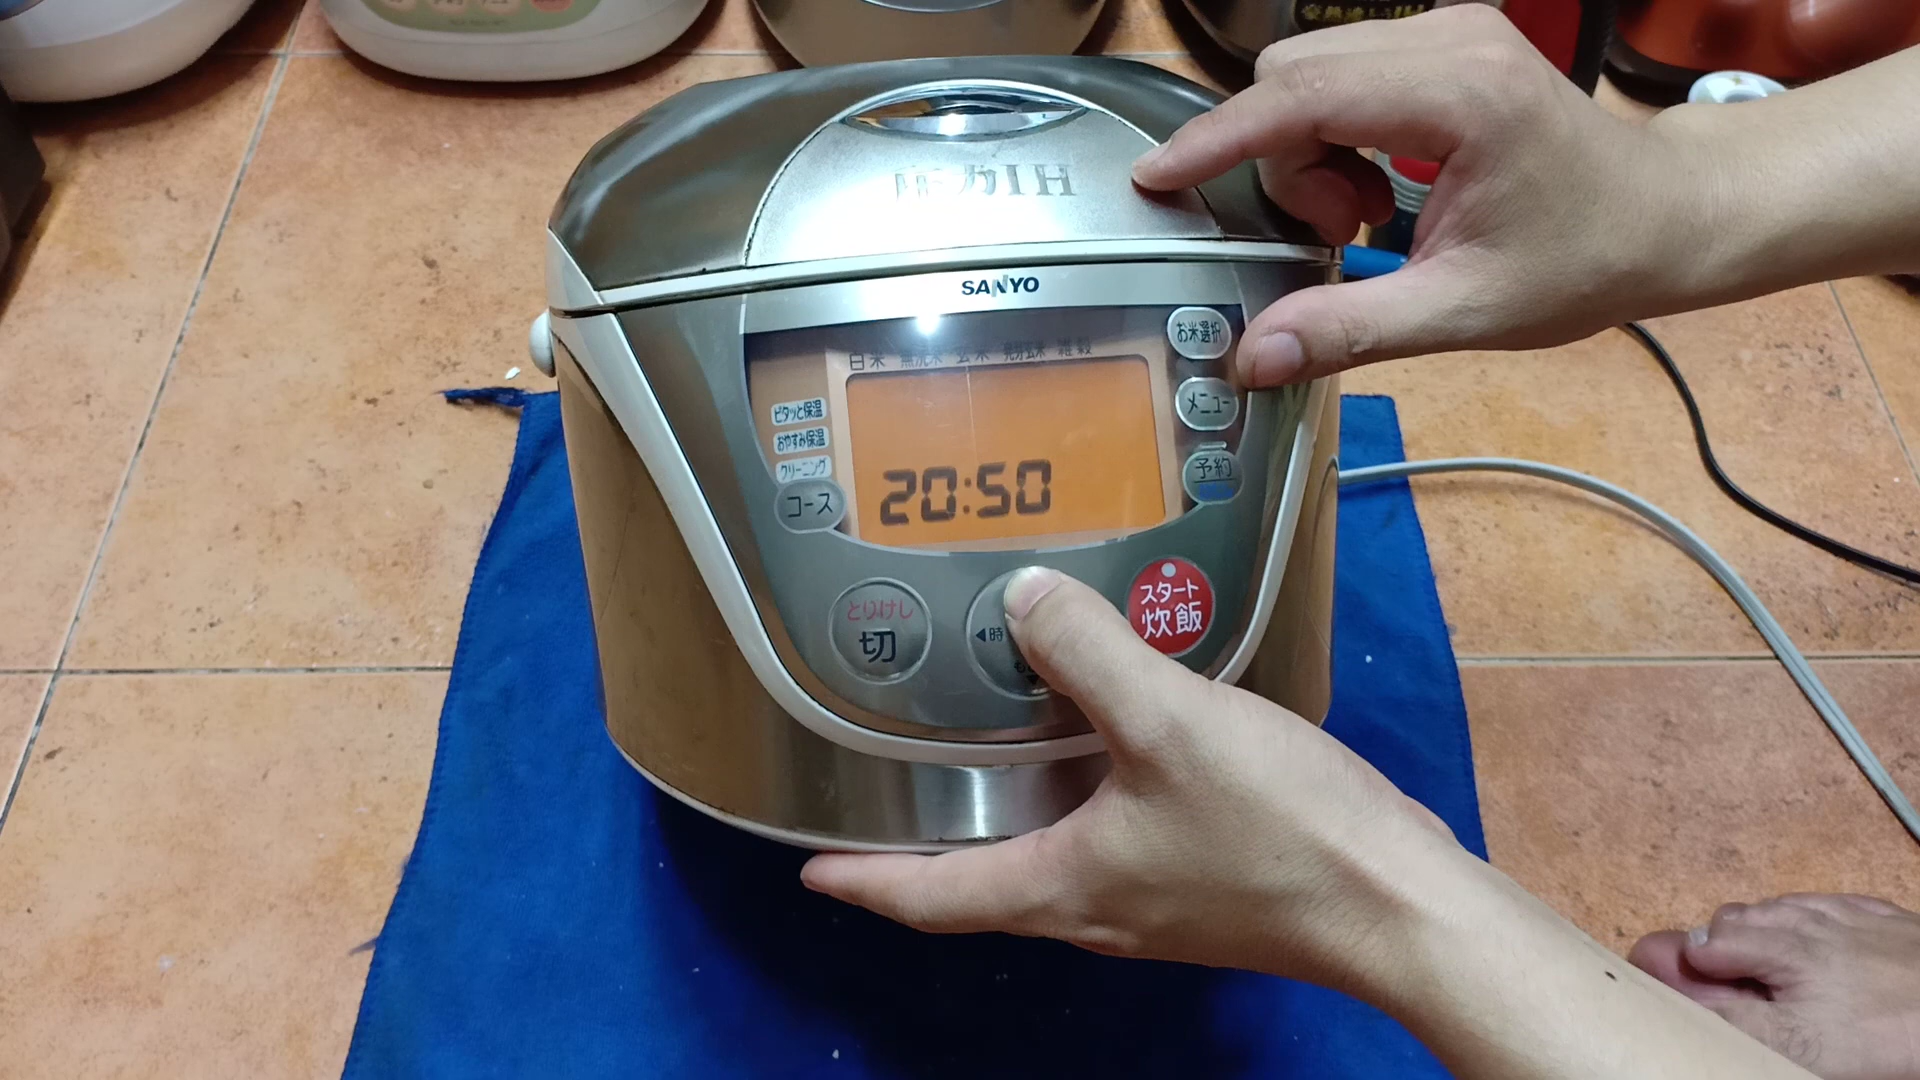 圧力IH
SANYO
お米選択
白米 無洗米 玄米 発芽玄米 雑穀
メニュー
ピタッと保温
おやすみ保温
クリーニング
コース
予約
20:50
とりけし
切
◀時
スタート
炊飯